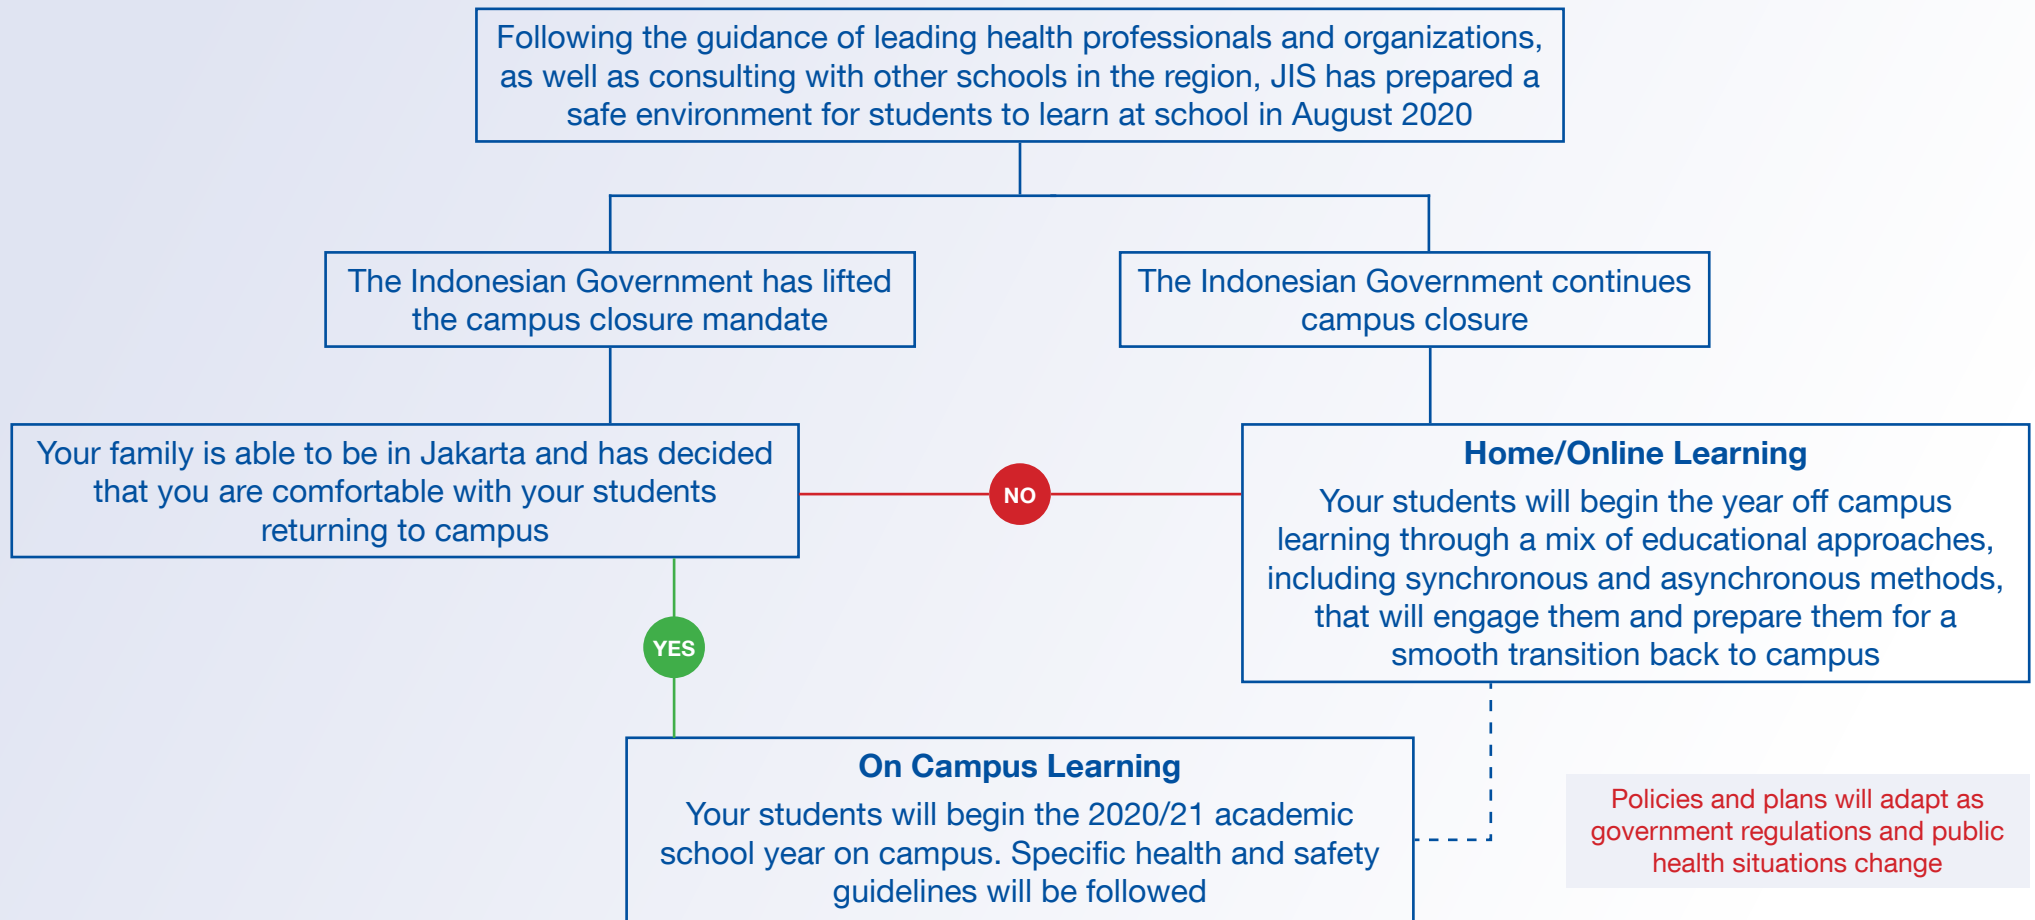 Following the guidance of leading health professionals and organizations,
as well as consulting with other schools in the region, JIS has prepared a
safe environment for students to learn at school in August 2020
The Indonesian Government has lifted
the campus closure mandate
The Indonesian Government continues
campus closure
Your family is able to be in Jakarta and has decided
that you are comfortable with your students
returning to campus
NO
Home/Online Learning
Your students will begin the year off campus
learning through a mix of educational approaches,
including synchronous and asynchronous methods,
that will engage them and prepare them for a
smooth transition back to campus
YES
On Campus Learning
Your students will begin the 2020/21 academic
school year on campus. Specific health and safety
guidelines will be followed
Policies and plans will adapt as
government regulations and public
health situations change